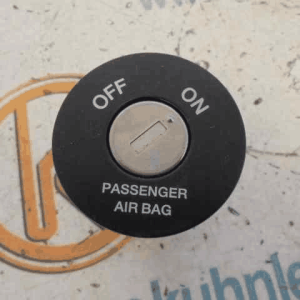 OFF ON
PASSENGER
AIR BAG